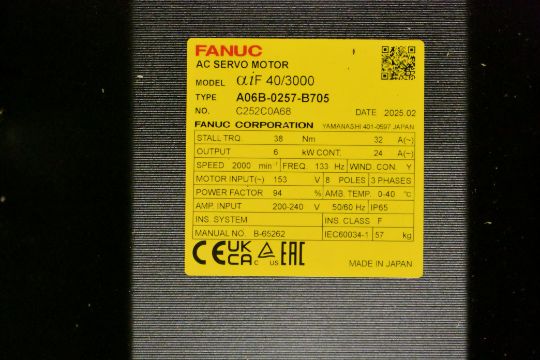 FANUC
AC SERVO MOTOR
MODEL αiF 40/3000
TYPE A06B-0257-B705
NO. C252C0A68 DATE 2025.02
FANUC CORPORATION YAMANASHI 401-0597 JAPAN
STALL TRQ. 38 Nm 32 A(~)
OUTPUT 6 kW CONT. 24 A(~)
SPEED 2000 min⁻¹ FREQ. 133 Hz WIND. CON. Y
MOTOR INPUT(~) 153 V 8 POLES 3 PHASES
POWER FACTOR 94 % AMB. TEMP. 0-40 ℃
AMP. INPUT 200-240 V 50/60 Hz IP65
INS. SYSTEM INS. CLASS F
MANUAL NO. B-65262 IEC60034-1 57 kg
CE UK CA C US EAC
MADE IN JAPAN